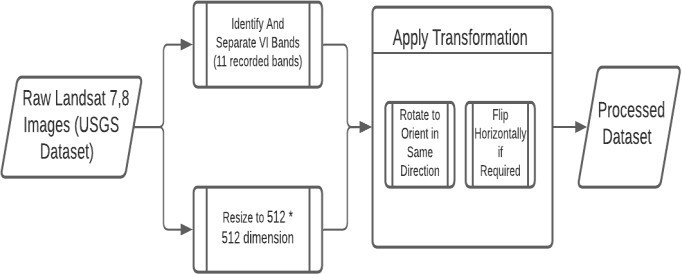 Raw Landsat 7,8
Images (USGS
Dataset)
Identify And
Separate VI Bands
(11 recorded bands)
Resize to 512 *
512 dimension
Apply Transformation
Rotate to
Orient in
Same
Direction
Flip
Horizontally
if
Required
Processed
Dataset